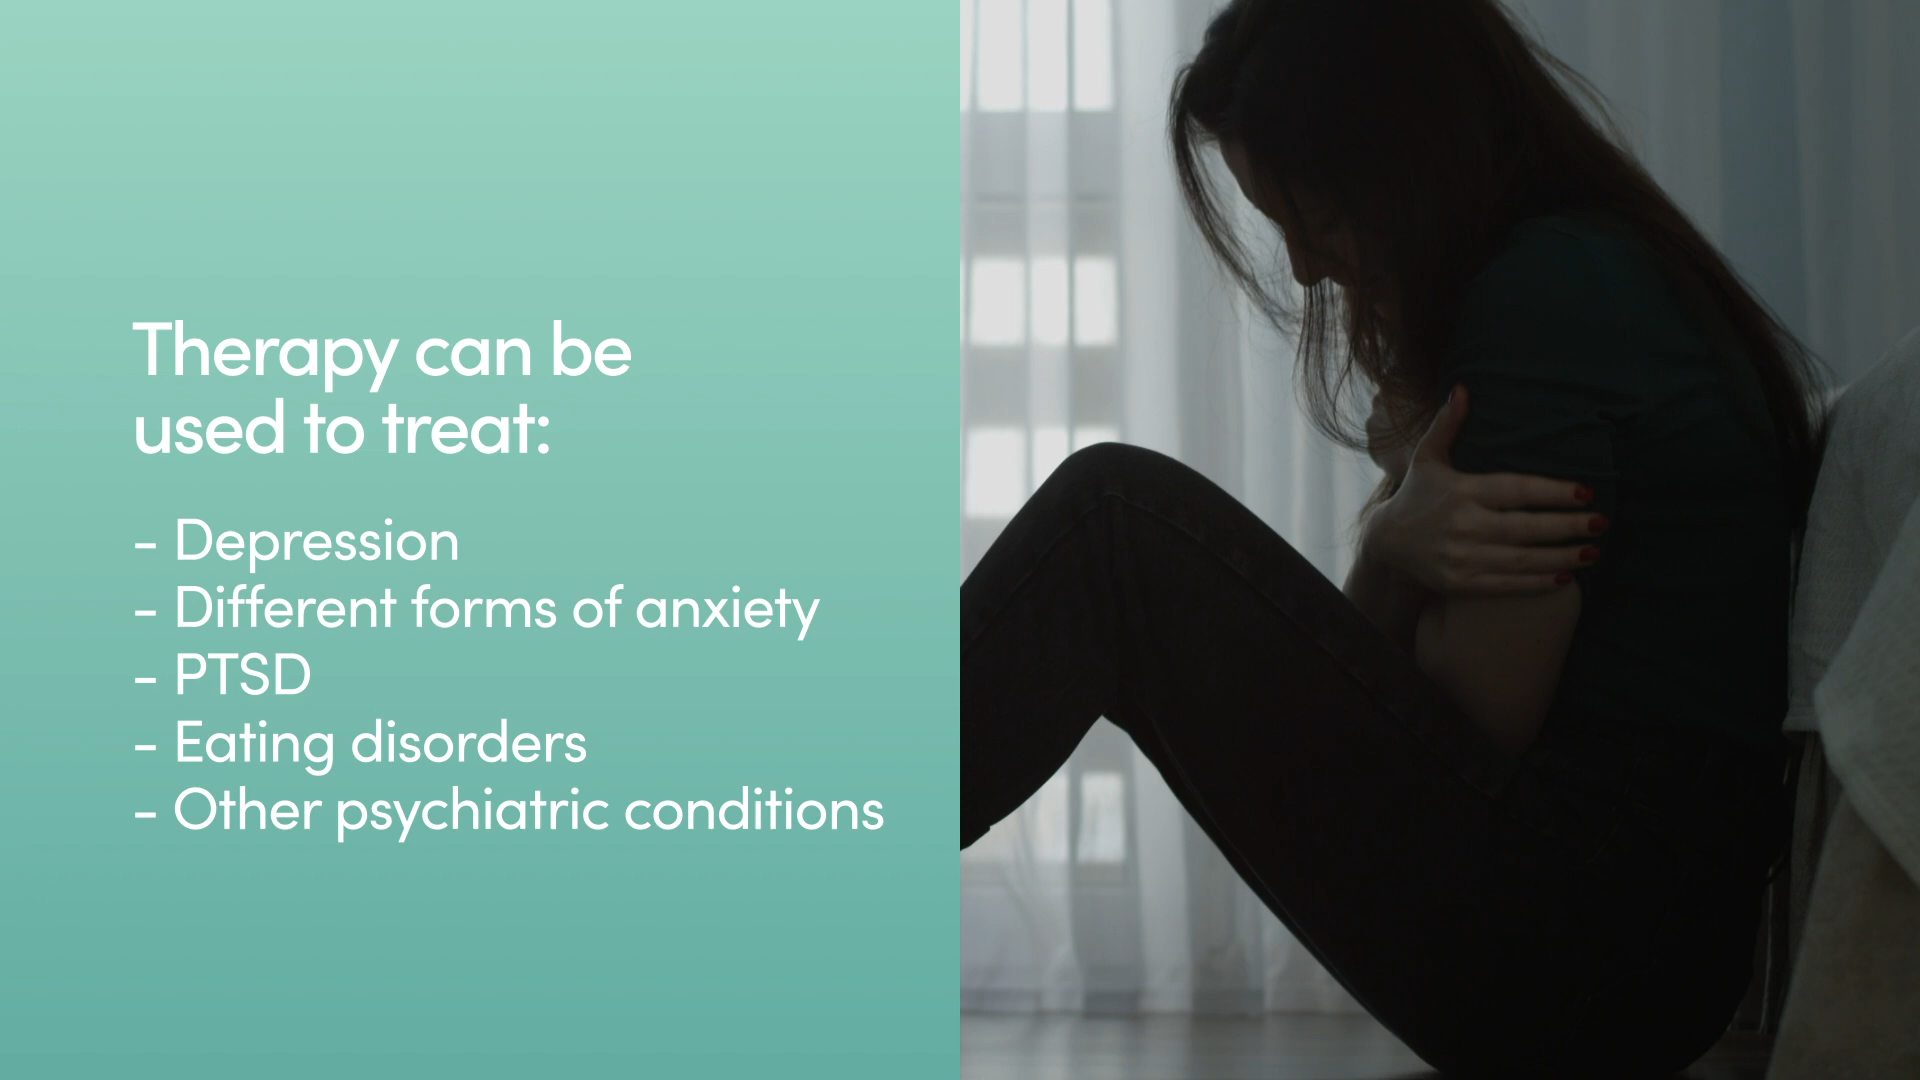 Therapy can be
used to treat:
- Depression
- Different forms of anxiety
- PTSD
- Eating disorders
- Other psychiatric conditions